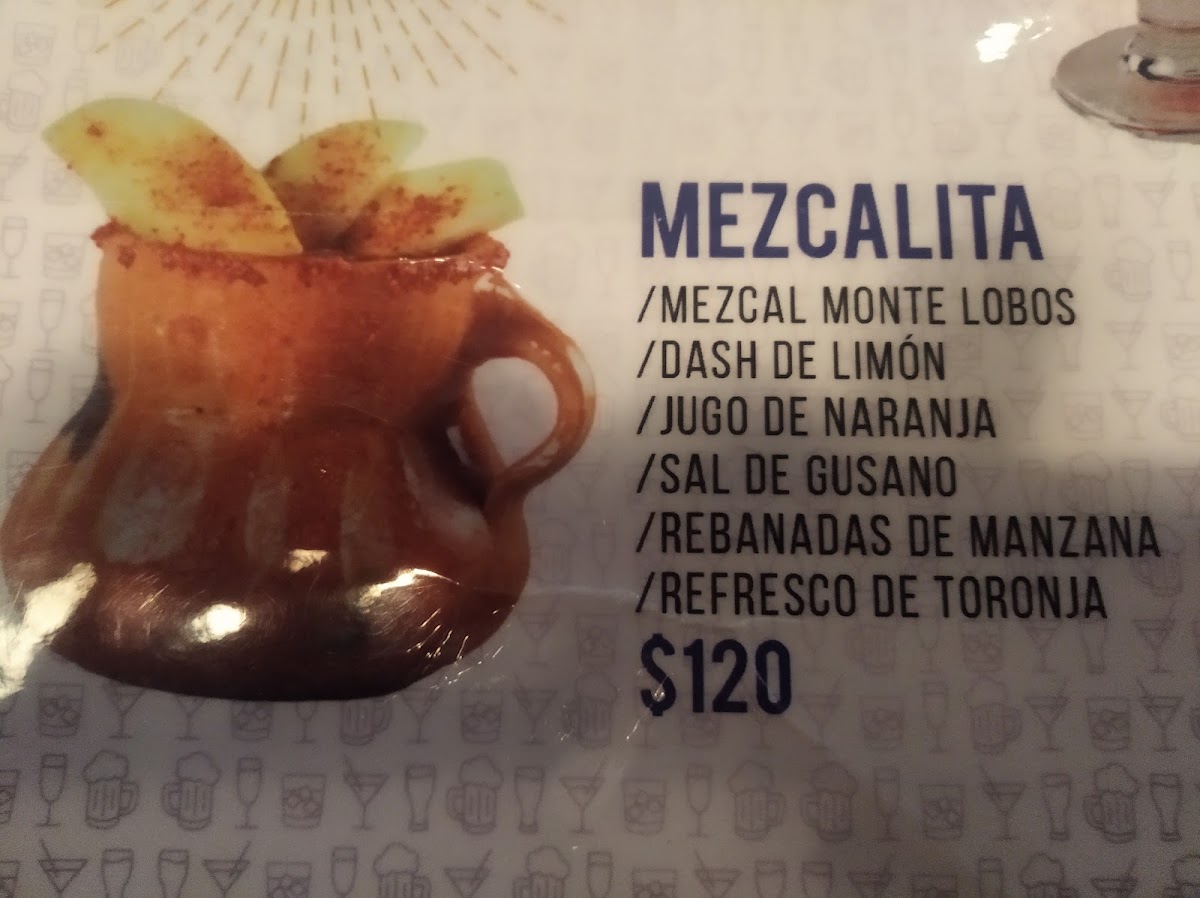 MEZCALITA
/MEZCAL MONTE LOBOS
/DASH DE LIMÓN
/JUGO DE NARANJA
/SAL DE GUSANO
/REBANADAS DE MANZANA
/REFRESCO DE TORONJA
$120